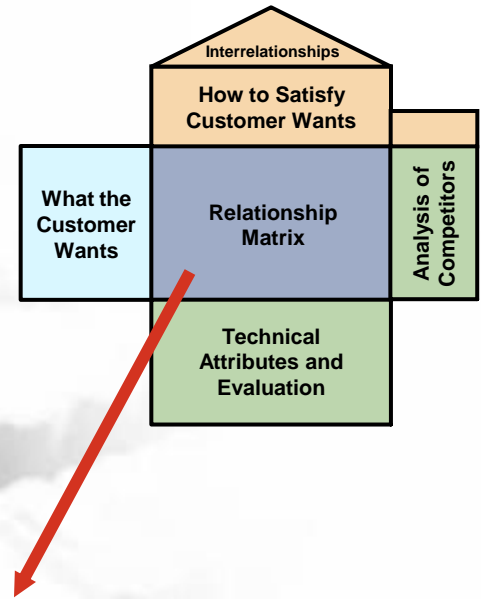 Interrelationships
How to Satisfy
Customer Wants
What the
Customer
Wants
Relationship
Matrix
Analysis of
Competitors
Technical
Attributes and
Evaluation